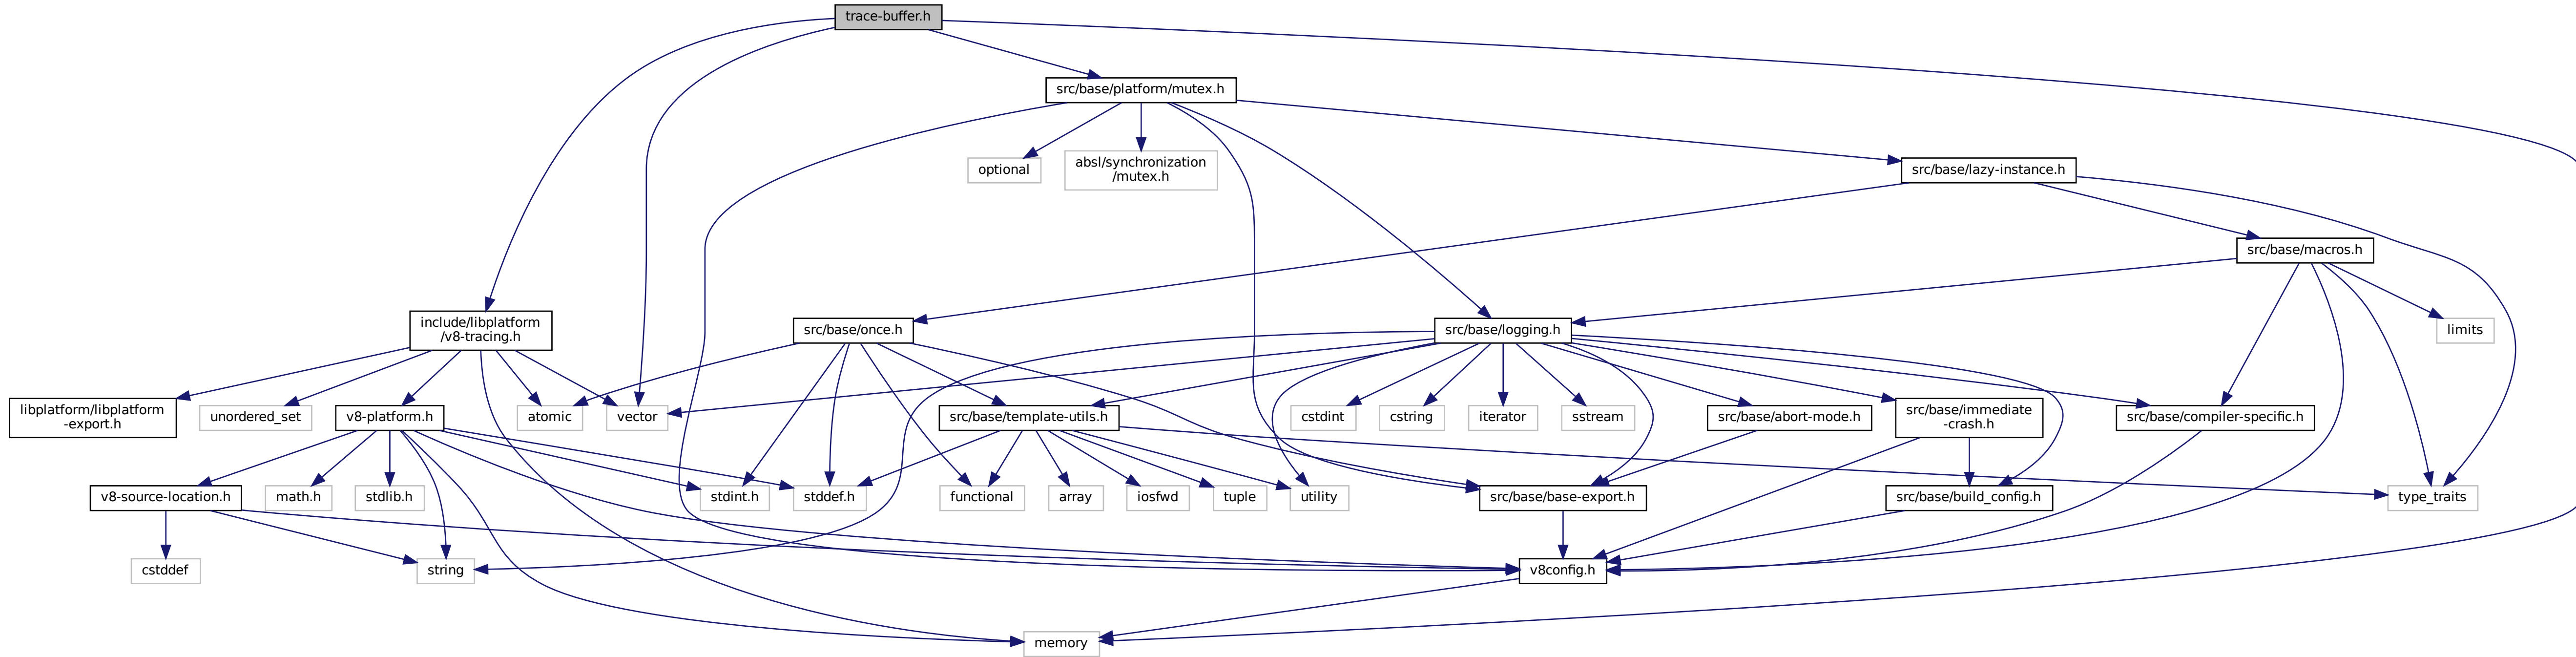 trace-buffer.h
src/base/platform/mutex.h
optional
absl/synchronization
/mutex.h
src/base/lazy-instance.h
src/base/macros.h
include/libplatform
/v8-tracing.h
src/base/once.h
src/base/logging.h
limits
libplatform/libplatform
-export.h
unordered_set
v8-platform.h
atomic
vector
src/base/template-utils.h
cstdint
cstring
iterator
sstream
src/base/abort-mode.h
src/base/immediate
-crash.h
src/base/compiler-specific.h
v8-source-location.h
math.h
stdlib.h
stdint.h
stddef.h
functional
array
iosfwd
tuple
utility
src/base/base-export.h
src/base/build_config.h
type_traits
cstddef
string
v8config.h
memory